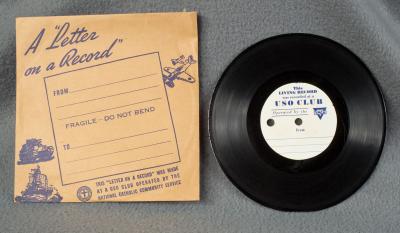 A "Letter
on a Record"
FROM
FRAGILE - DO NOT BEND
TO
THIS "LETTER ON A RECORD" WAS MADE
AT A USO CLUB OPERATED BY THE
NATIONAL CATHOLIC COMMUNITY SERVICE
This
LIVING RECORD
was recorded at a
USO CLUB
Operated by the
From